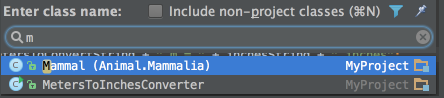 Enter class name: Include non-project classes (⌘N)
m
Mammal (Animal.Mammalia) MyProject
MetersToInchesConverter MyProject